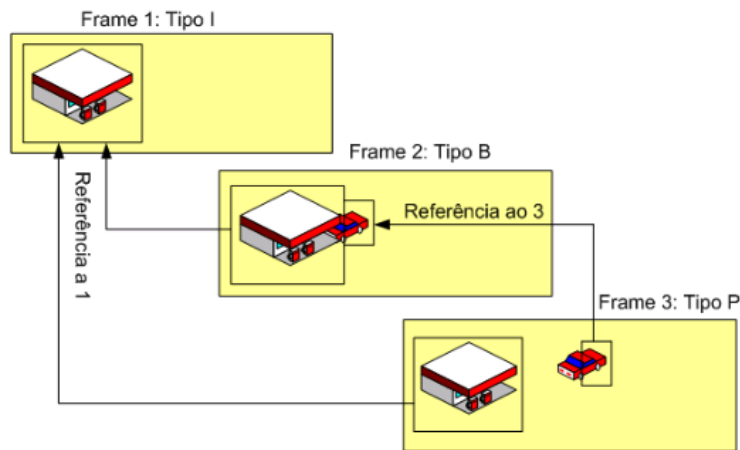 Frame 1: Tipo I
Frame 2: Tipo B
Referência a 1
Referência ao 3
Frame 3: Tipo P